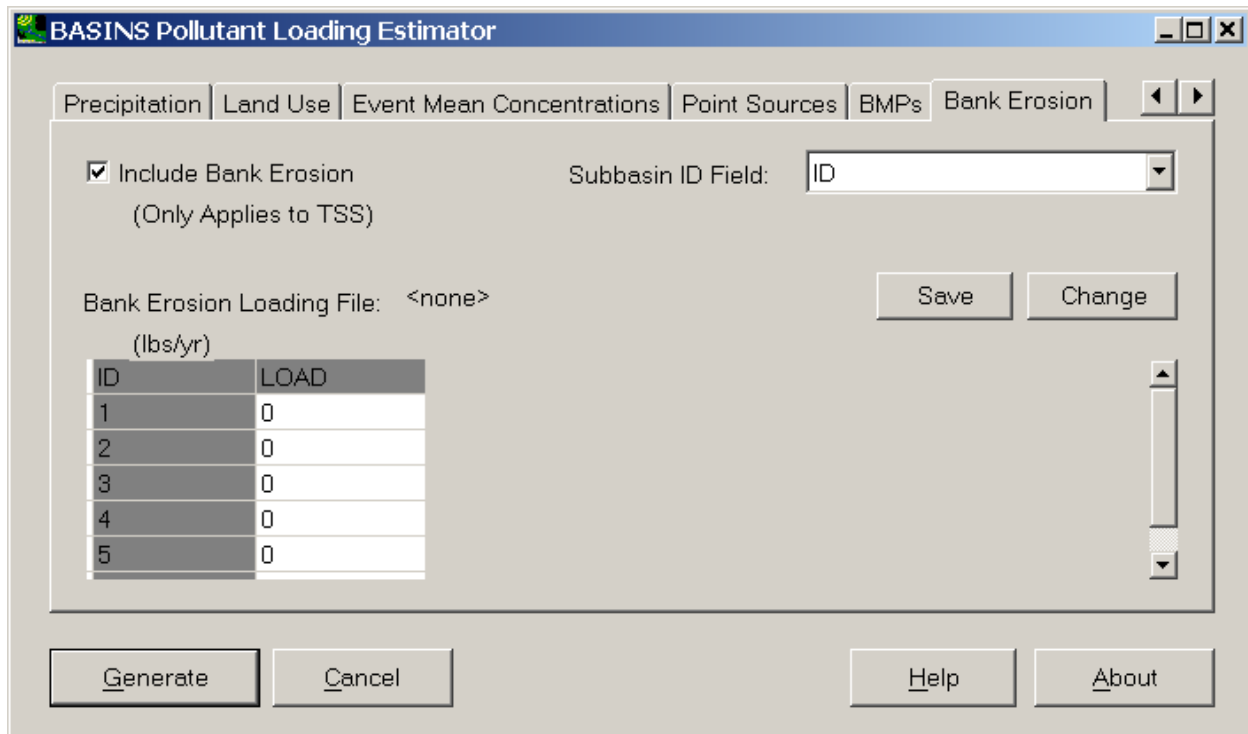 BASINS Pollutant Loading Estimator
Precipitation Land Use Event Mean Concentrations Point Sources BMPs Bank Erosion
Include Bank Erosion Subbasin ID Field: ID
(Only Applies to TSS)
Bank Erosion Loading File: <none> Save Change
(lbs/yr)
ID LOAD
1 0
2 0
3 0
4 0
5 0
Generate Cancel Help About